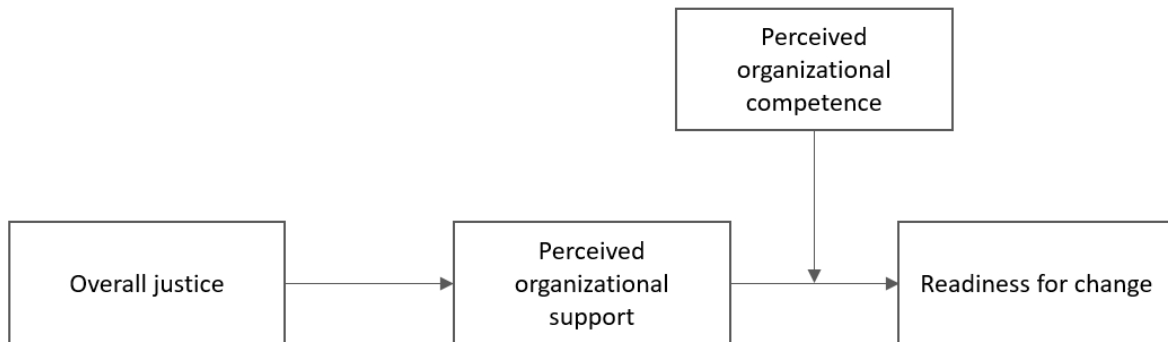 Perceived
organizational
competence
Overall justice
Perceived
organizational
support
Readiness for change